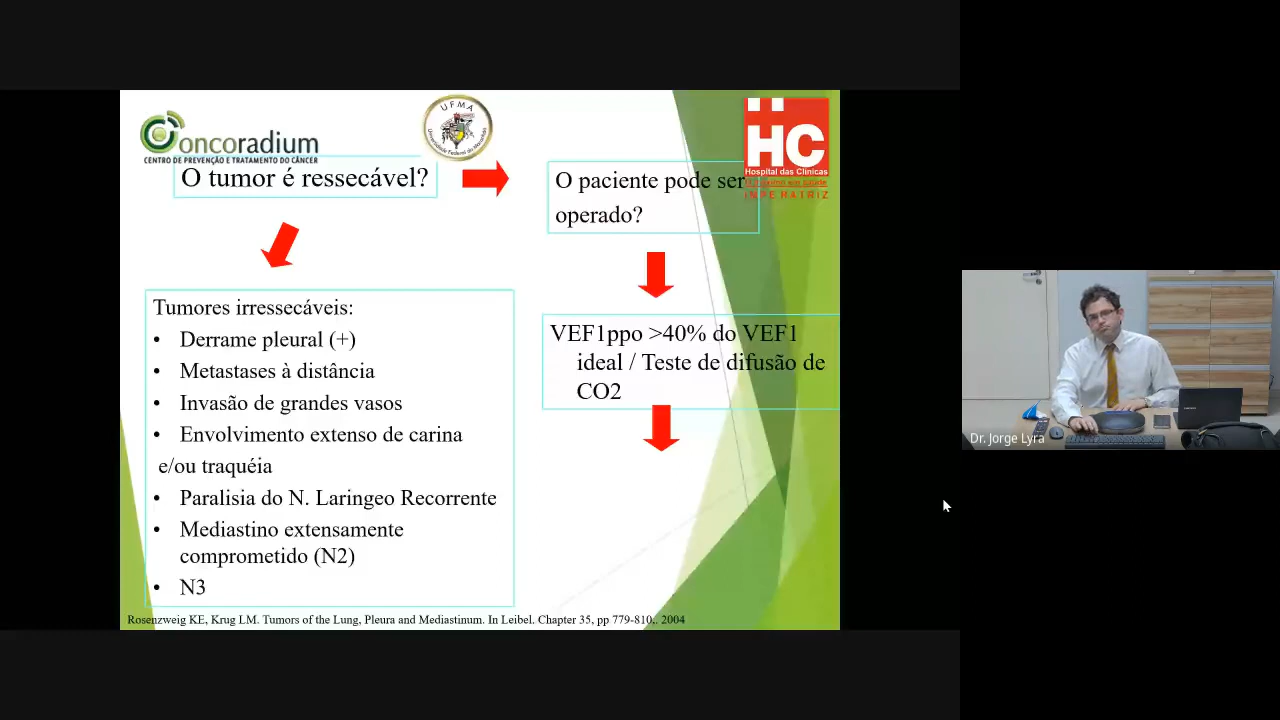 oncoradium
CENTRO DE PREVENÇÃO E TRATAMENTO DO CÂNCER
UFMA
Universidade Federal do Maranhão
HC
Hospital das Clínicas
IMPERATRIZ
O tumor é ressecável?
O paciente pode ser
operado?
Tumores irressecáveis:
• Derrame pleural (+)
• Metastases à distância
• Invasão de grandes vasos
• Envolvimento extenso de carina
e/ou traquéia
• Paralisia do N. Laringeo Recorrente
• Mediastino extensamente
comprometido (N2)
• N3
VEF1ppo >40% do VEF1
ideal / Teste de difusão de
CO2
Rosenzweig KE, Krug LM. Tumors of the Lung, Pleura and Mediastinum. In Leibel. Chapter 35, pp 779-810,. 2004
Dr. Jorge Lyra